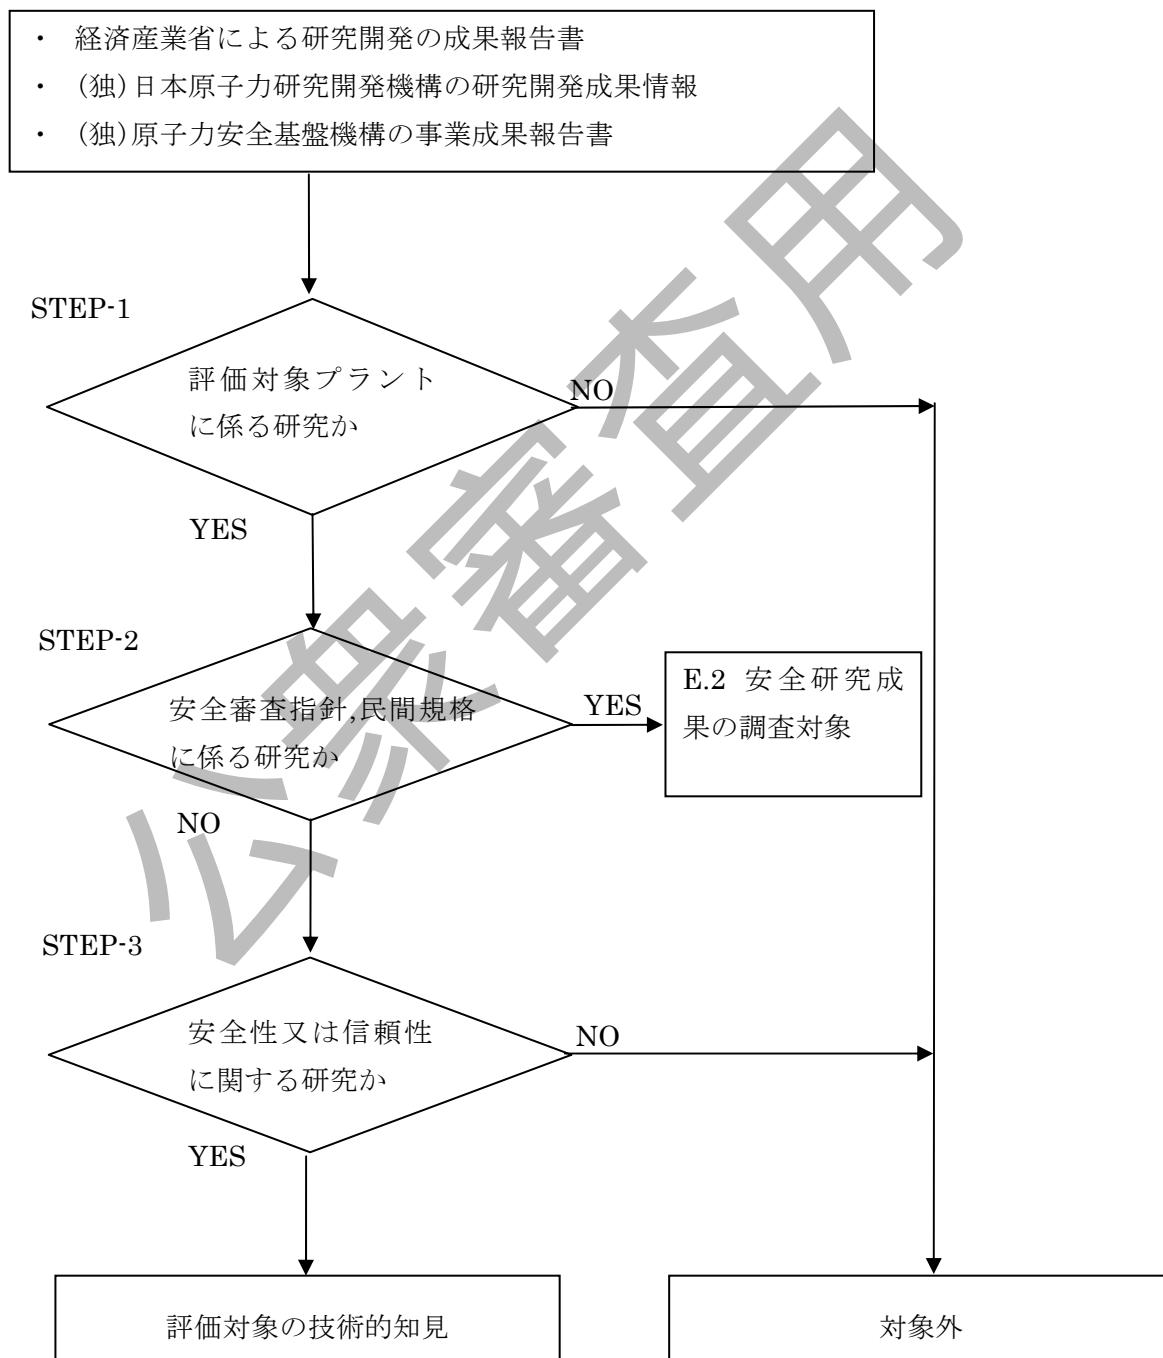 ・ 経済産業省による研究開発の成果報告書
・ (独)日本原子力研究開発機構の研究開発成果情報
・ (独)原子力安全基盤機構の事業成果報告書
STEP-1
評価対象プラント
に係る研究か
NO
YES
STEP-2
安全審査指針,民間規格
に係る研究か
YES
E.2 安全研究成
果の調査対象
NO
STEP-3
安全性又は信頼性
に関する研究か
NO
YES
評価対象の技術的知見
対象外
公衆審査用